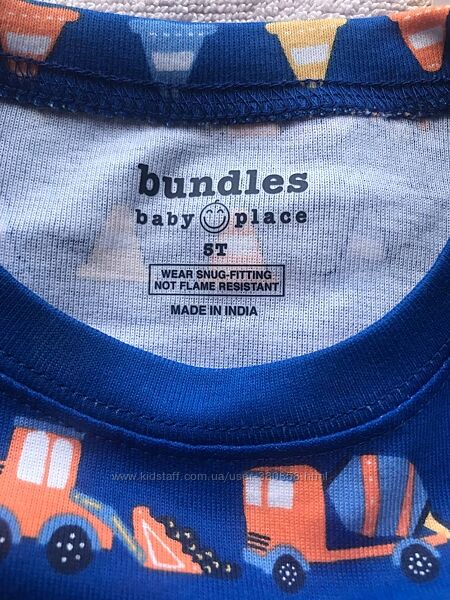 bundles
baby place
5T
WEAR SNUG-FITTING
NOT FLAME RESISTANT
MADE IN INDIA